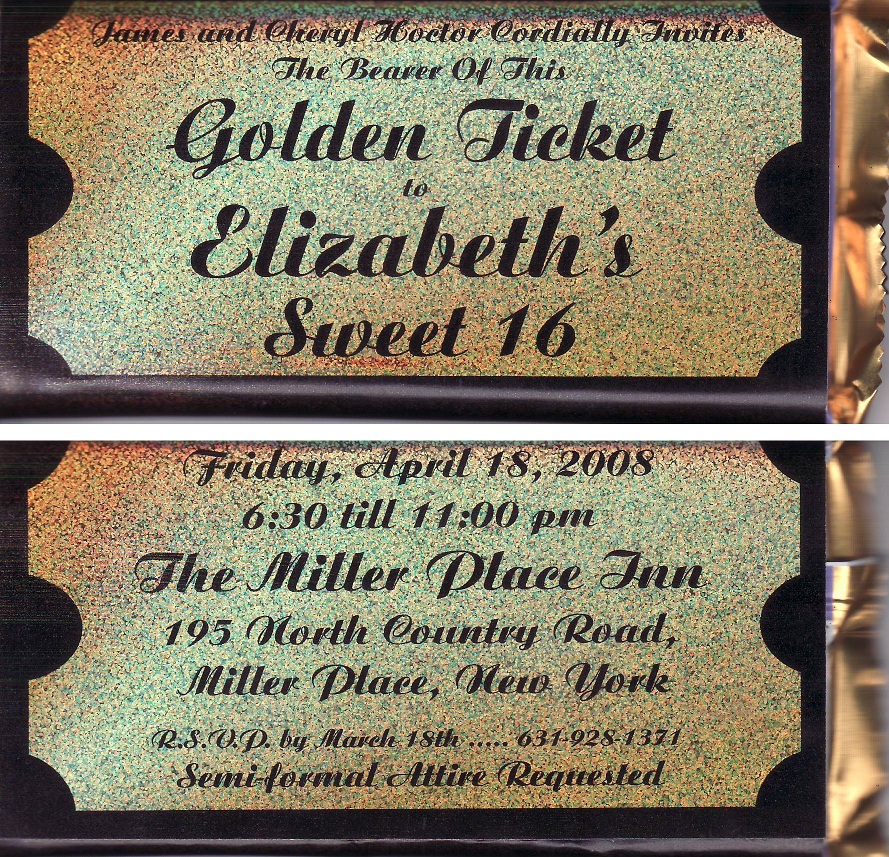 James and Cheryl Hoctor Cordially Invites
The Bearer Of This
Golden Ticket
to
Elizabeth's
Sweet 16
Friday, April 18, 2008
6:30 till 11:00 pm
The Miller Place Inn
195 North Country Road,
Miller Place, New York
R.S.V.P. by March 18th ..... 631-928-1371
Semi-formal Attire Requested